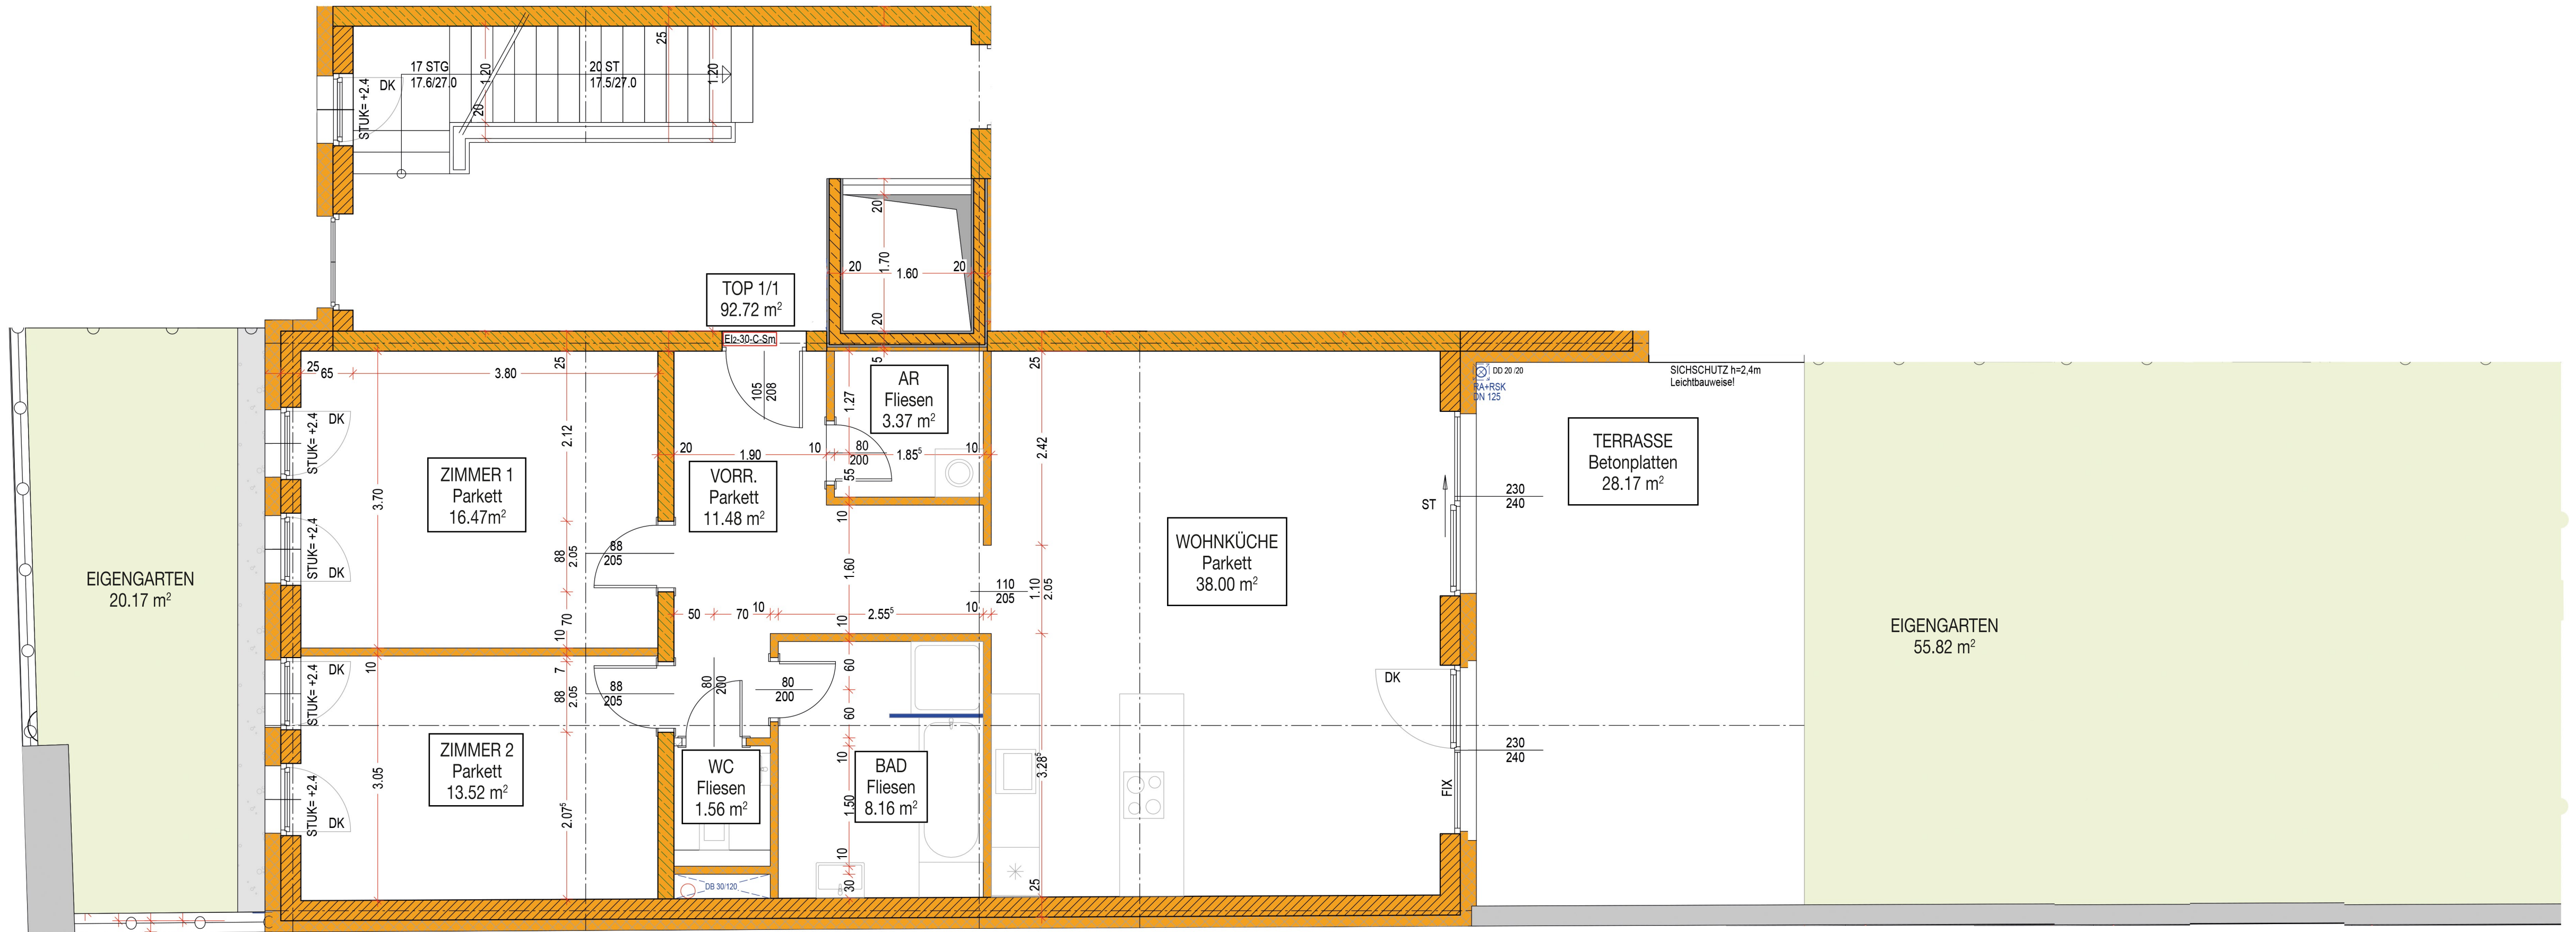 17 STG
17.6/27.0
20 ST
17.5/27.0
1.20
20
25
1.20
DK
STUK= +2.4
TOP 1/1
92.72 m²
20
1.70
20
1.60
20
20
EI2-30-C-Sm
105
208
25
65
3.80
25
5
25
STUK= +2.4
DK
STUK= +2.4
DK
ZIMMER 1
Parkett
16.47m²
3.70
2.12
88
2.05
88
205
70
10
20
1.90
10
VORR.
Parkett
11.48 m²
AR
Fliesen
3.37 m²
1.27
80
200
1.85⁵
10
55
10
1.60
10
2.42
110
205
1.10
2.05
50
70
10
2.55⁵
10
WOHNKÜCHE
Parkett
38.00 m²
ST
DD 20 /20
RA+RSK
DN 125
SICHSCHUTZ h=2,4m
Leichtbauweise!
TERRASSE
Betonplatten
28.17 m²
230
240
EIGENGARTEN
20.17 m²
EIGENGARTEN
55.82 m²
STUK= +2.4
DK
STUK= +2.4
DK
10
ZIMMER 2
Parkett
13.52 m²
3.05
7
88
2.05
88
205
2.07⁵
80
200
80
200
WC
Fliesen
1.56 m²
DB 30/120
60
60
10
1.50
10
30
BAD
Fliesen
8.16 m²
3.28⁵
25
DK
FIX
230
240